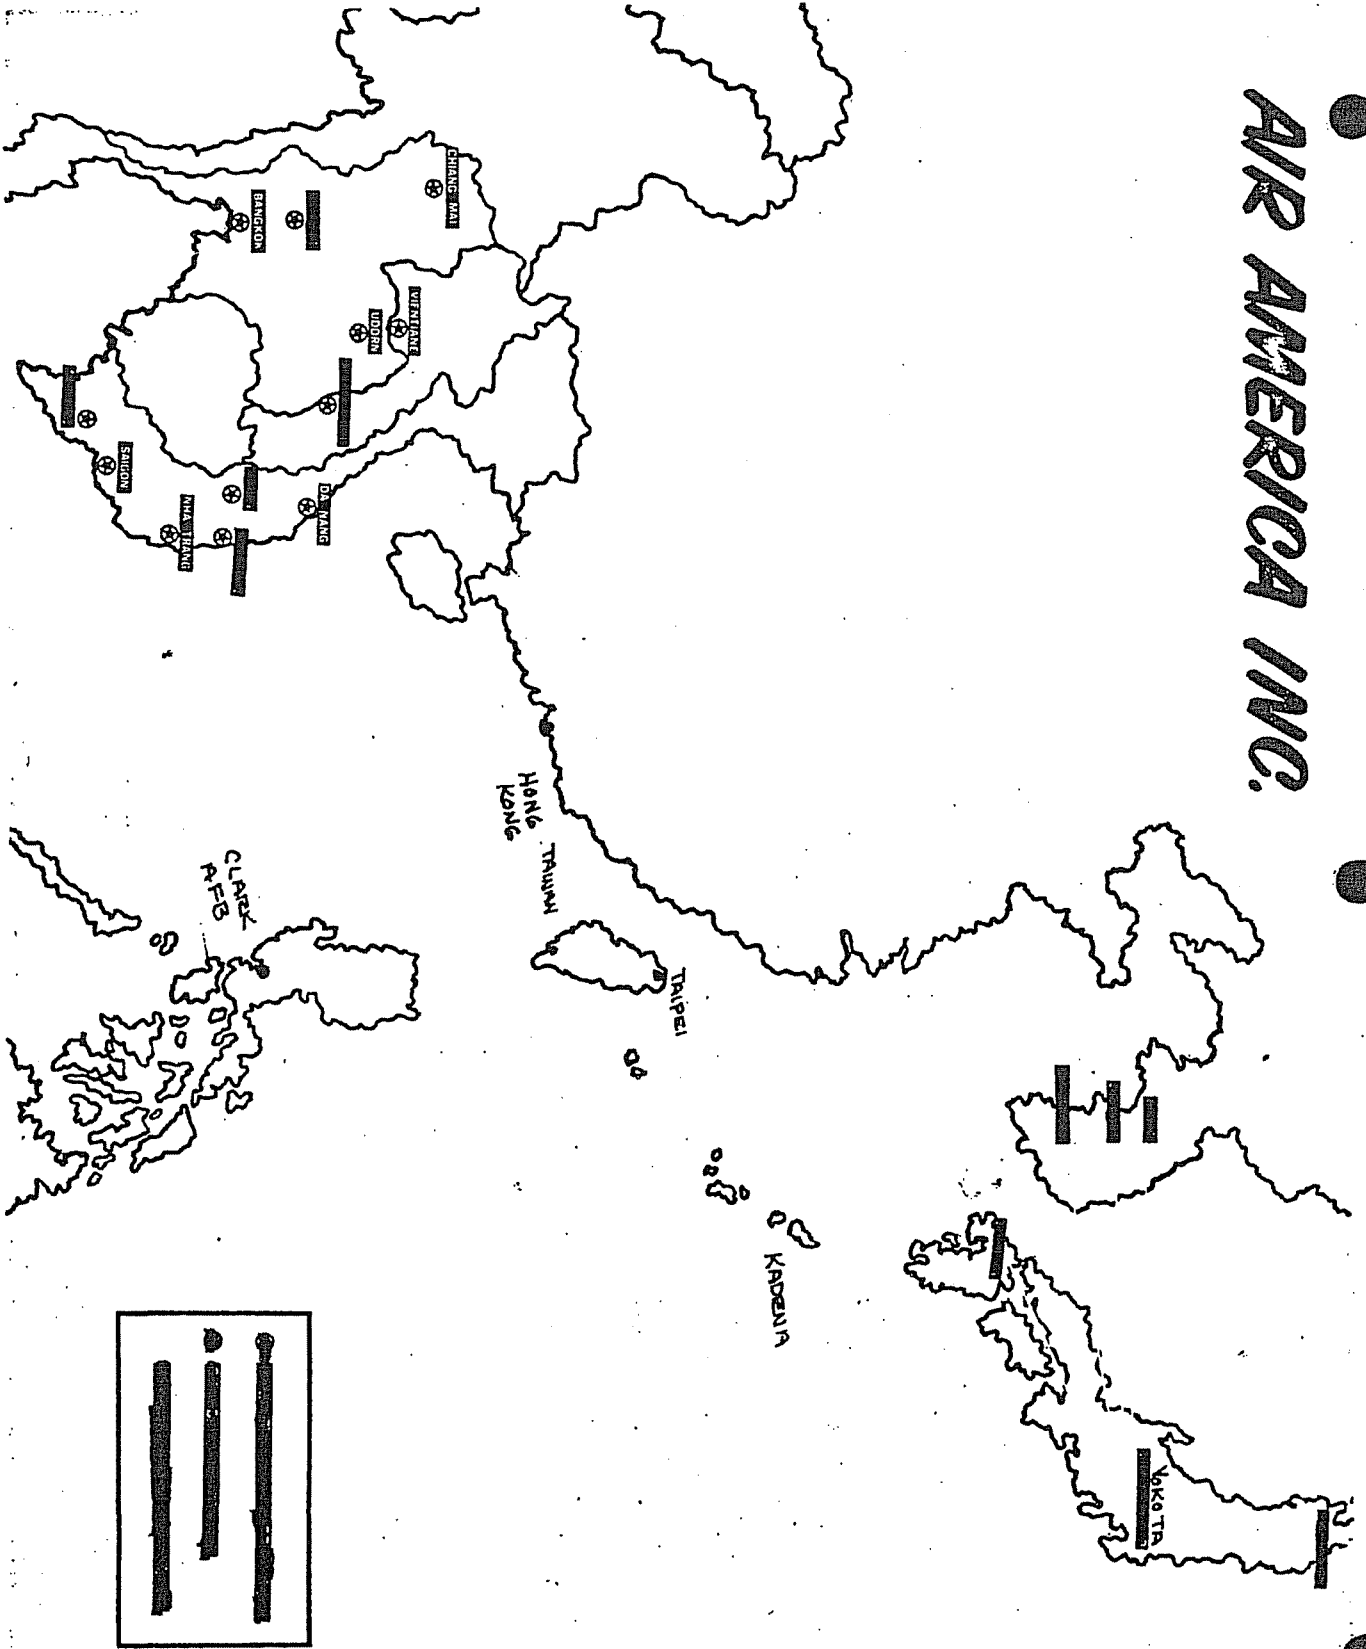 AIR AMERICA INC.
YOKOTA
KADENA
TAIPEI
TAIWAN
HONG
KONG
CHIANG MAI
VIENTIANE
UDORN
BANGKOK
DA NANG
NHA TRANG
SAIGON
CLARK
AFB